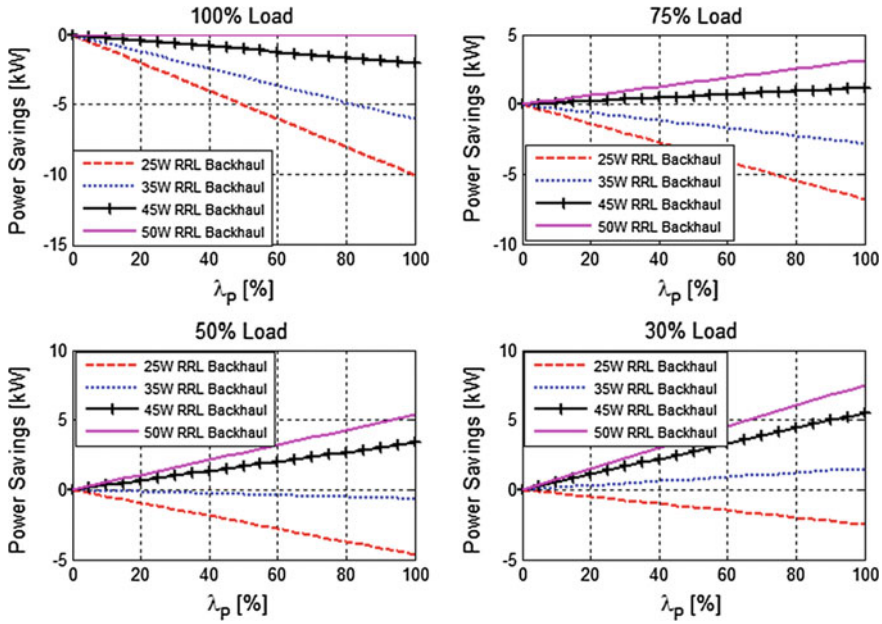 100% Load
Power Savings [kW]
5
0
-5
-10
-15
25W RRL Backhaul
35W RRL Backhaul
45W RRL Backhaul
50W RRL Backhaul
0 20 40 60 80 100
λP [%]
75% Load
Power Savings [kW]
5
0
-5
-10
25W RRL Backhaul
35W RRL Backhaul
45W RRL Backhaul
50W RRL Backhaul
0 20 40 60 80 100
λP [%]
50% Load
Power Savings [kW]
10
5
0
-5
25W RRL Backhaul
35W RRL Backhaul
45W RRL Backhaul
50W RRL Backhaul
0 20 40 60 80 100
λP [%]
30% Load
Power Savings [kW]
10
5
0
-5
25W RRL Backhaul
35W RRL Backhaul
45W RRL Backhaul
50W RRL Backhaul
0 20 40 60 80 100
λP [%]